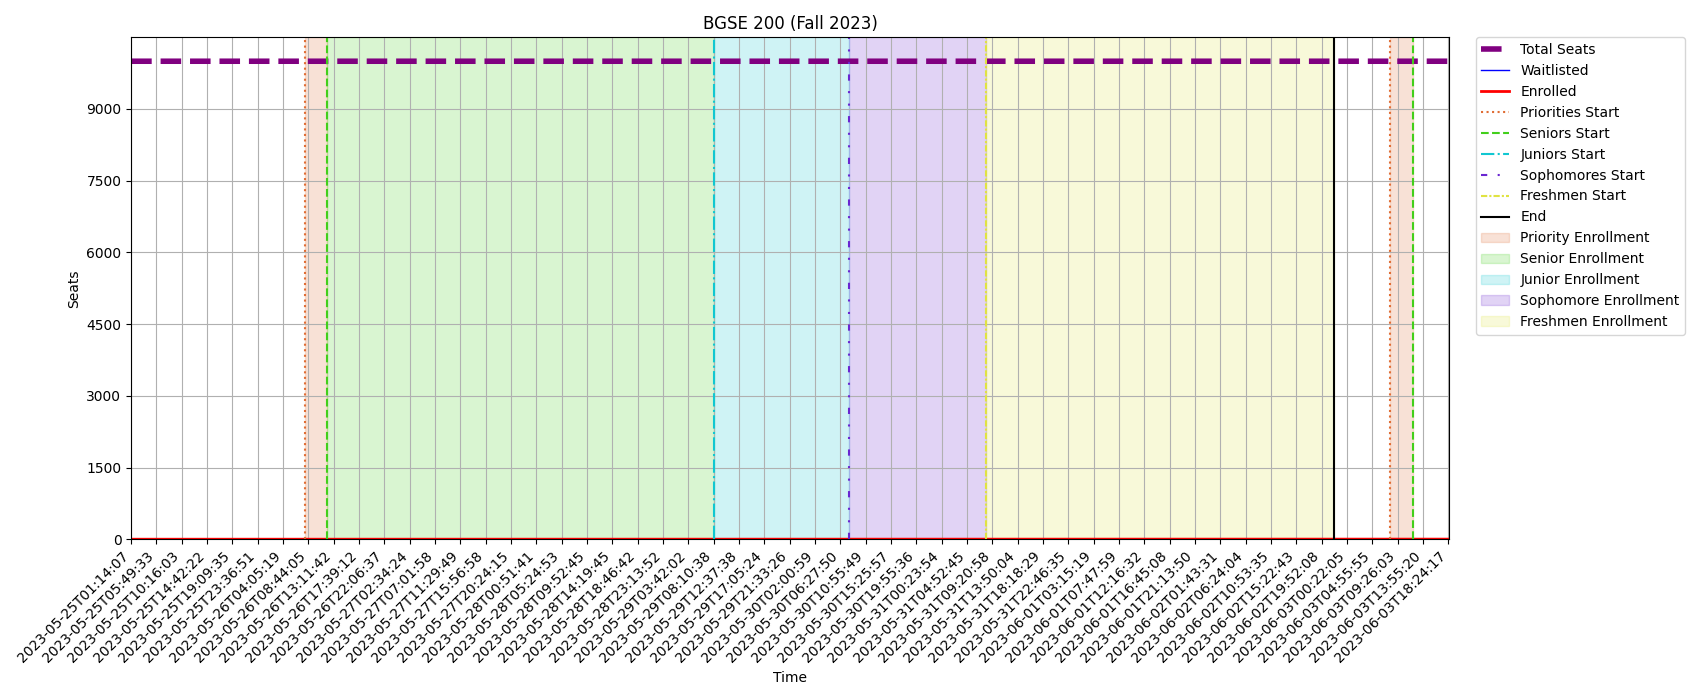 BGSE 200 (Fall 2023)
Seats
9000
7500
6000
4500
3000
1500
0
2023-05-25T01:14:07
2023-05-25T05:49:33
2023-05-25T10:16:03
2023-05-25T14:42:22
2023-05-25T19:09:35
2023-05-25T23:36:51
2023-05-26T04:05:19
2023-05-26T08:44:05
2023-05-26T13:11:42
2023-05-26T17:39:12
2023-05-26T22:06:37
2023-05-27T02:34:24
2023-05-27T07:01:58
2023-05-27T11:29:49
2023-05-27T15:56:58
2023-05-27T20:24:15
2023-05-28T00:51:41
2023-05-28T05:24:53
2023-05-28T09:52:45
2023-05-28T14:19:45
2023-05-28T18:46:42
2023-05-28T23:13:52
2023-05-29T03:42:02
2023-05-29T08:10:38
2023-05-29T12:37:38
2023-05-29T17:05:24
2023-05-29T21:33:26
2023-05-30T02:00:59
2023-05-30T06:27:50
2023-05-30T10:55:49
2023-05-30T15:25:57
2023-05-30T19:55:36
2023-05-31T00:23:54
2023-05-31T04:52:45
2023-05-31T09:20:58
2023-05-31T13:50:04
2023-05-31T18:18:29
2023-05-31T22:46:35
2023-06-01T03:15:19
2023-06-01T07:47:59
2023-06-01T12:16:32
2023-06-01T16:45:08
2023-06-01T21:13:50
2023-06-02T01:43:31
2023-06-02T06:24:04
2023-06-02T10:53:35
2023-06-02T15:22:43
2023-06-02T19:52:08
2023-06-03T00:22:05
2023-06-03T04:55:55
2023-06-03T09:26:03
2023-06-03T13:55:20
2023-06-03T18:24:17
Time
Total Seats
Waitlisted
Enrolled
Priorities Start
Seniors Start
Juniors Start
Sophomores Start
Freshmen Start
End
Priority Enrollment
Senior Enrollment
Junior Enrollment
Sophomore Enrollment
Freshmen Enrollment